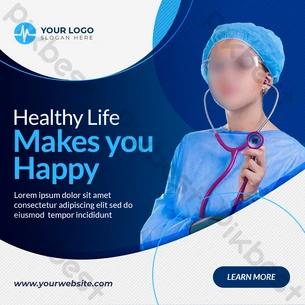 YOUR LOGO
SLOGAN HERE
Healthy Life
Makes you
Happy
Lorem ipsum dolor sit amet
consectetur adipiscing elit sed do
eiusmod tempor incididunt
www.yourwebsite.com
LEARN MORE